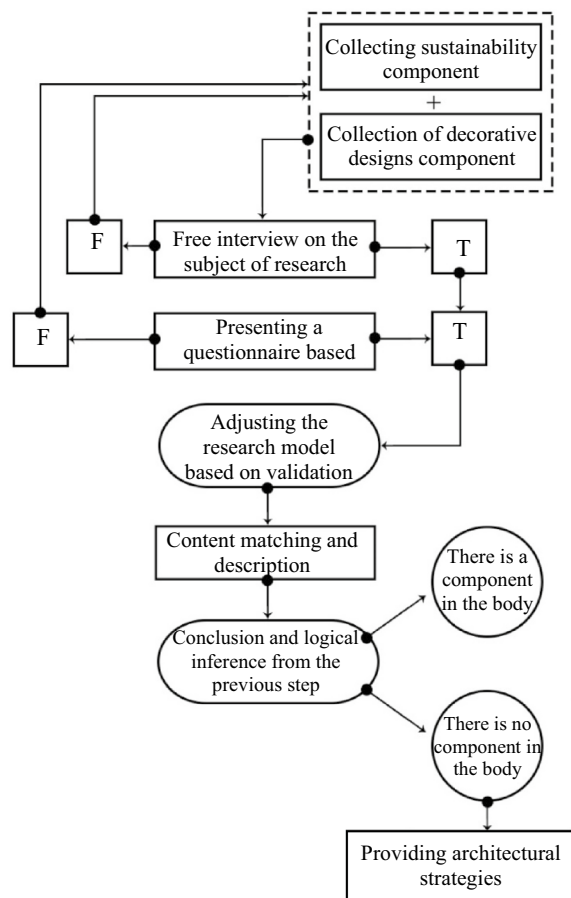 Collecting sustainability
component
+
Collection of decorative
designs component
F
Free interview on the
subject of research
T
F
Presenting a
questionnaire based
T
Adjusting the
research model
based on validation
Content matching and
description
There is a
component
in the body
Conclusion and logical
inference from the
previous step
There is no
component in
the body
Providing architectural
strategies